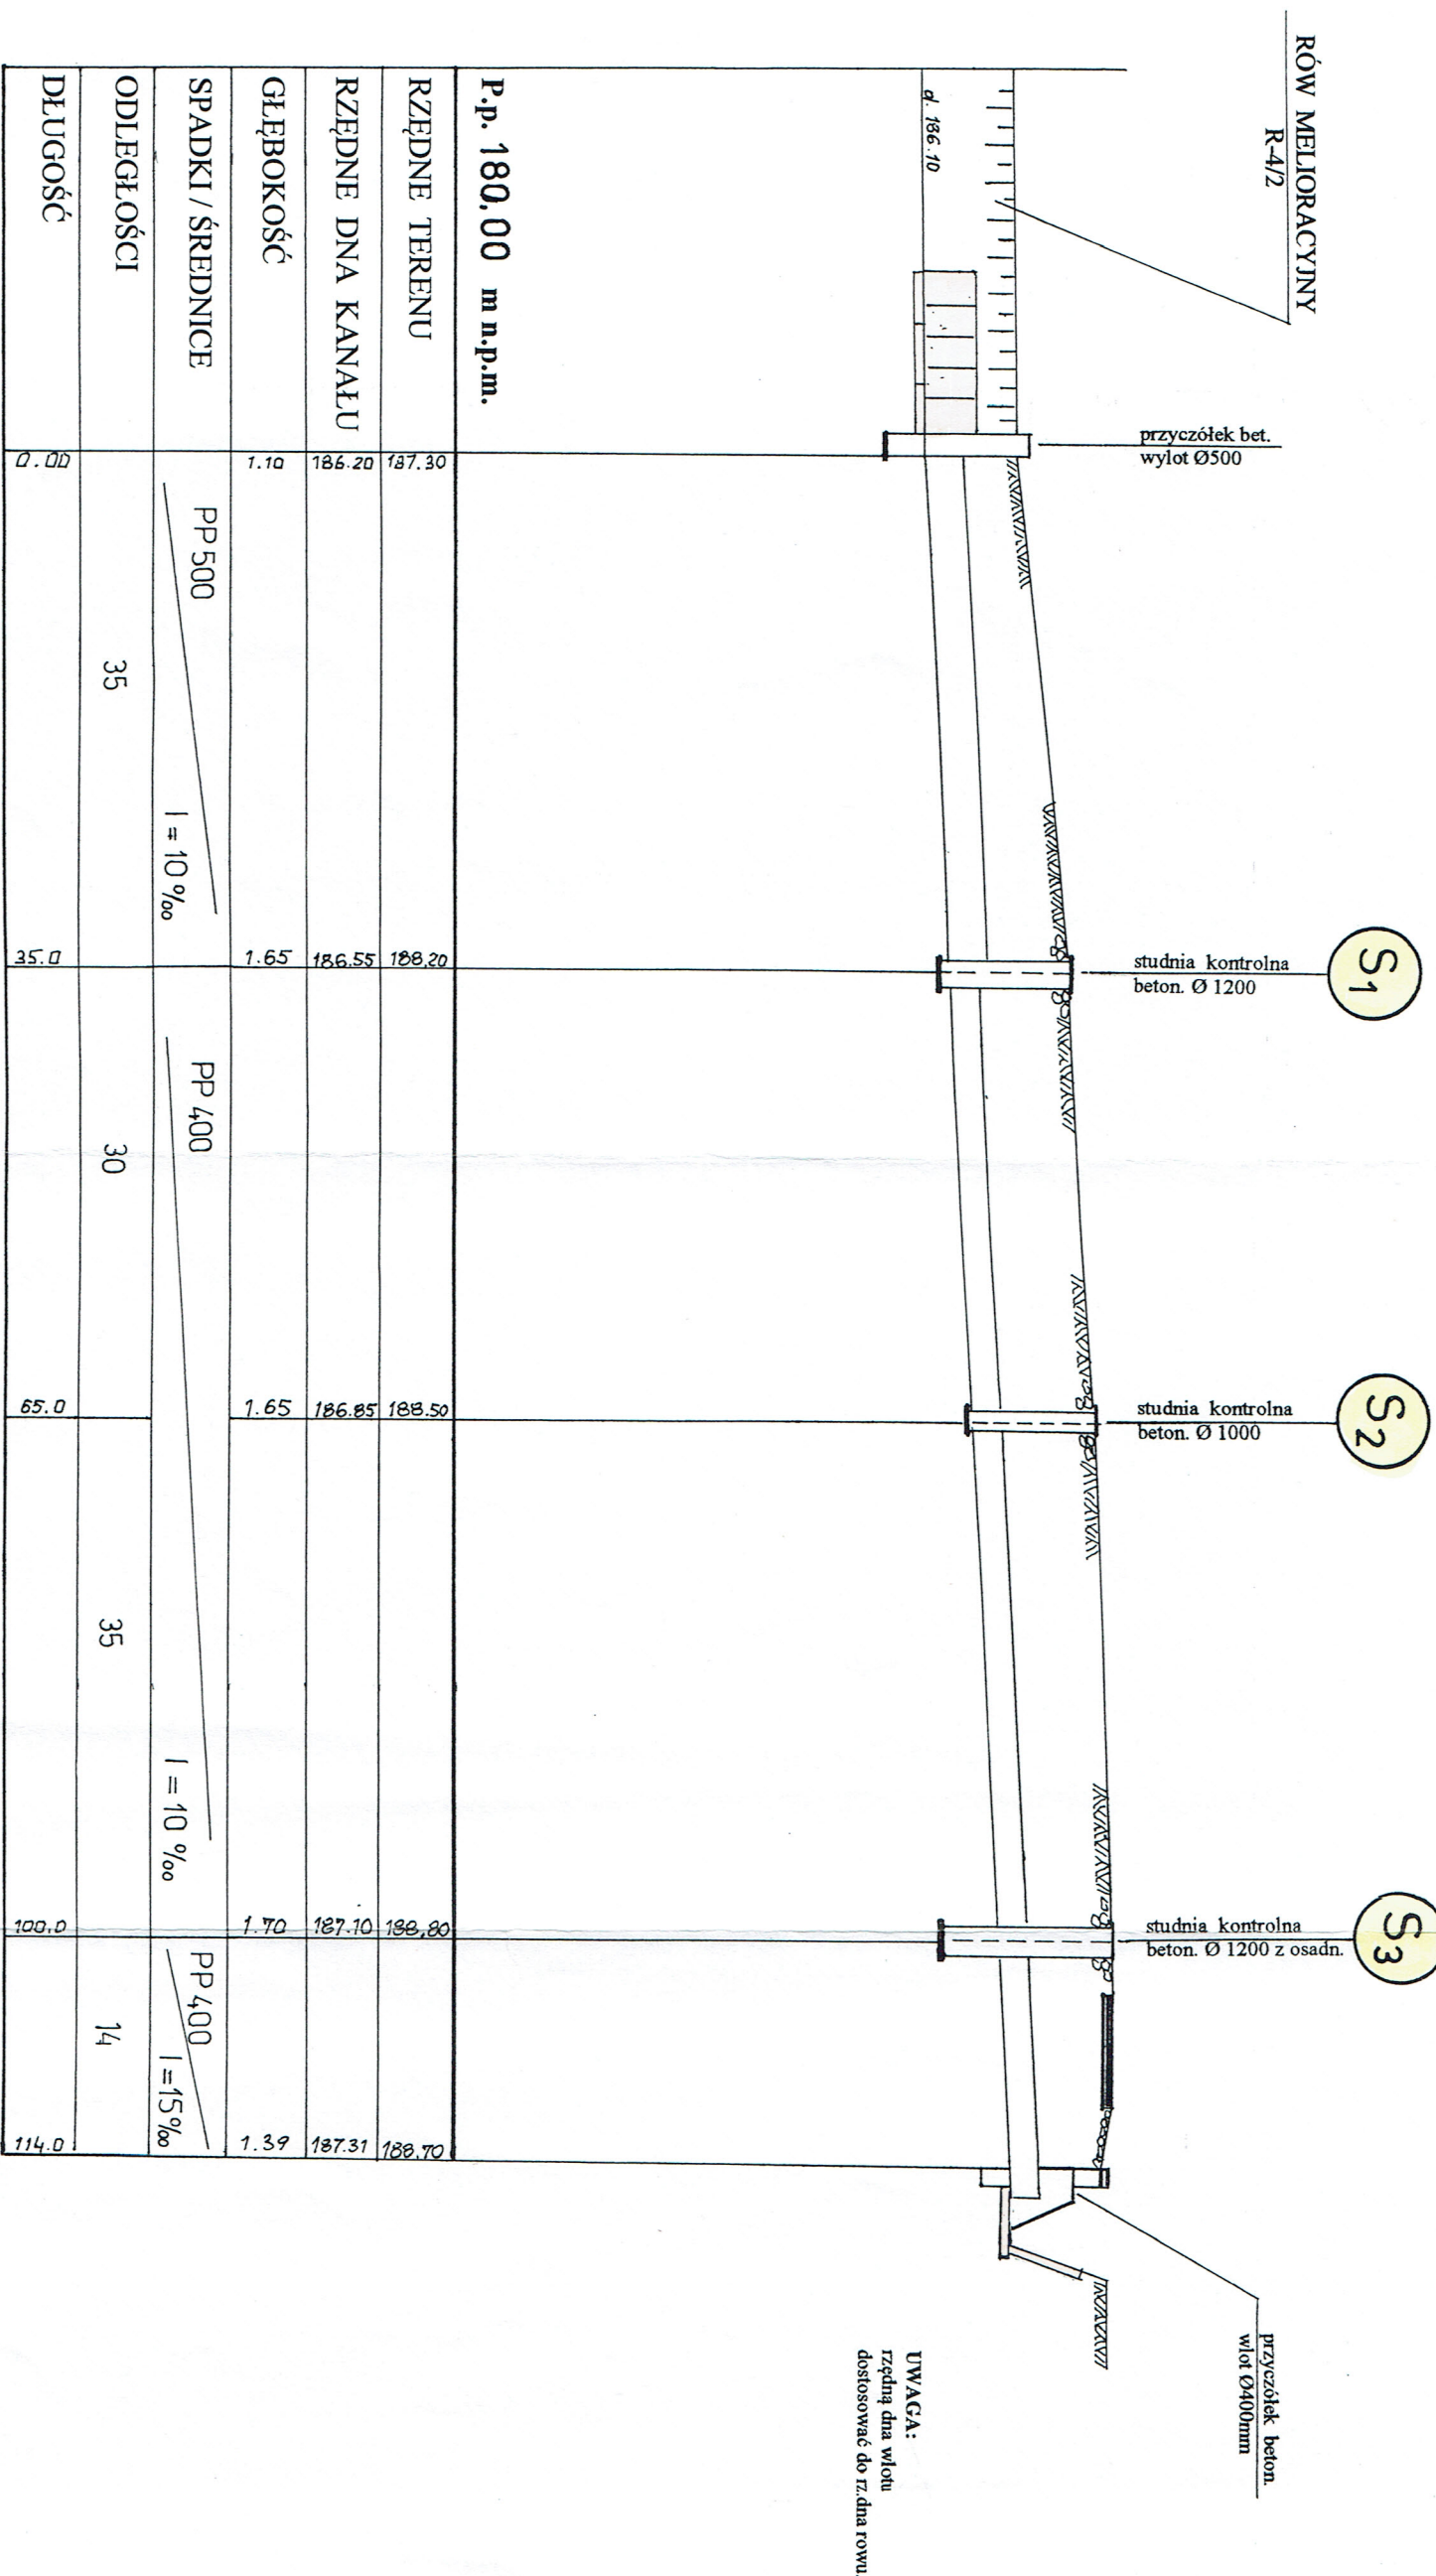 RÓW MELIORACYJNY
R-4/2
przyczółek bet.
wylot Ø500
S1
studnia kontrolna
beton. Ø 1200
S2
studnia kontrolna
beton. Ø 1000
S3
studnia kontrolna
beton. Ø 1200 z osadn.
przyczółek beton.
wlot Ø400mm
d. 186.10
UWAGA:
rzędną dna wlotu
dostosować do rz.dna rowu.
P.p. 180,00 m n.p.m.
RZĘDNE TERENU 187.30 188,20 188.50 188,80 188.70
RZĘDNE DNA KANAŁU 186.20 186.55 186.85 187.10 187.31
GŁĘBOKOŚĆ 1.10 1.65 1.65 1.70 1.39
SPADKI / ŚREDNICE PP 500 I = 10 ‰ PP 400 I = 10 ‰ PP 400 I = 15‰
ODLEGŁOŚCI 35 30 35 14
DŁUGOŚĆ 0.00 35.0 65.0 100.0 114.0